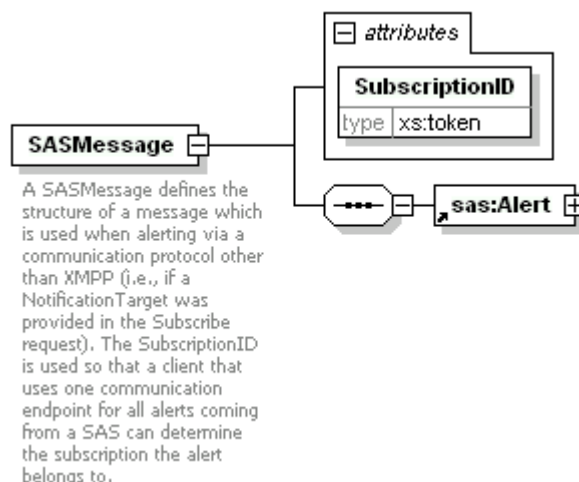 attributes
SubscriptionID
type xs:token
SASMessage
sas:Alert
A SASMessage defines the
structure of a message which
is used when alerting via a
communication protocol other
than XMPP (i.e., if a
NotificationTarget was
provided in the Subscribe
request). The SubscriptionID
is used so that a client that
uses one communication
endpoint for all alerts coming
from a SAS can determine
the subscription the alert
belongs to.